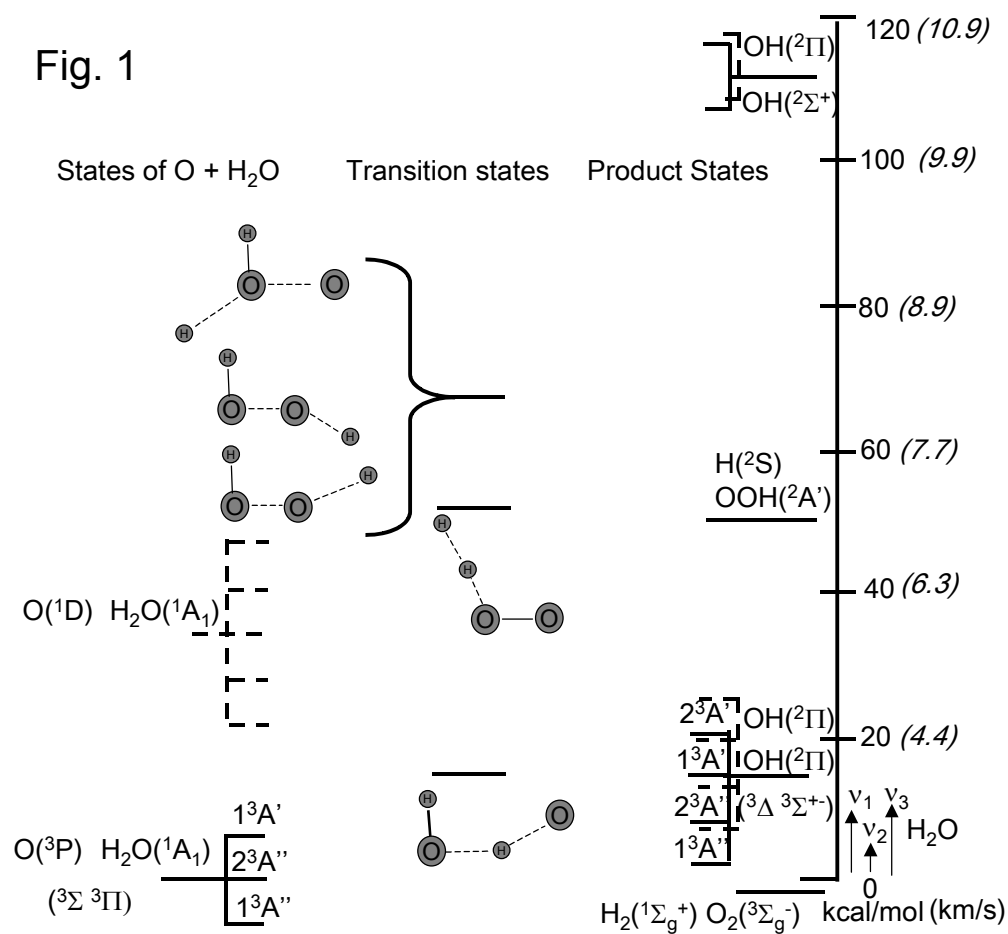 Fig. 1
120 (10.9)
OH(²Π)
OH(²Σ⁺)
100 (9.9)
States of O + H₂O
Transition states
Product States
H
O O
H
80 (8.9)
H
O O
H
60 (7.7)
H(²S)
OOH(²A')
H
H
O O
H
H
O O
40 (6.3)
O(¹D) H₂O(¹A₁)
2³A' OH(²Π)
20 (4.4)
1³A' OH(²Π)
2³A'' (³Δ ³Σ⁺⁻)
1³A''
ν₁ ν₂ ν₃ H₂O
H
O H O
1³A'
O(³P) H₂O(¹A₁) 2³A''
(³Σ ³Π) 1³A''
0
H₂(¹Σg⁺) O₂(³Σg⁻) kcal/mol (km/s)